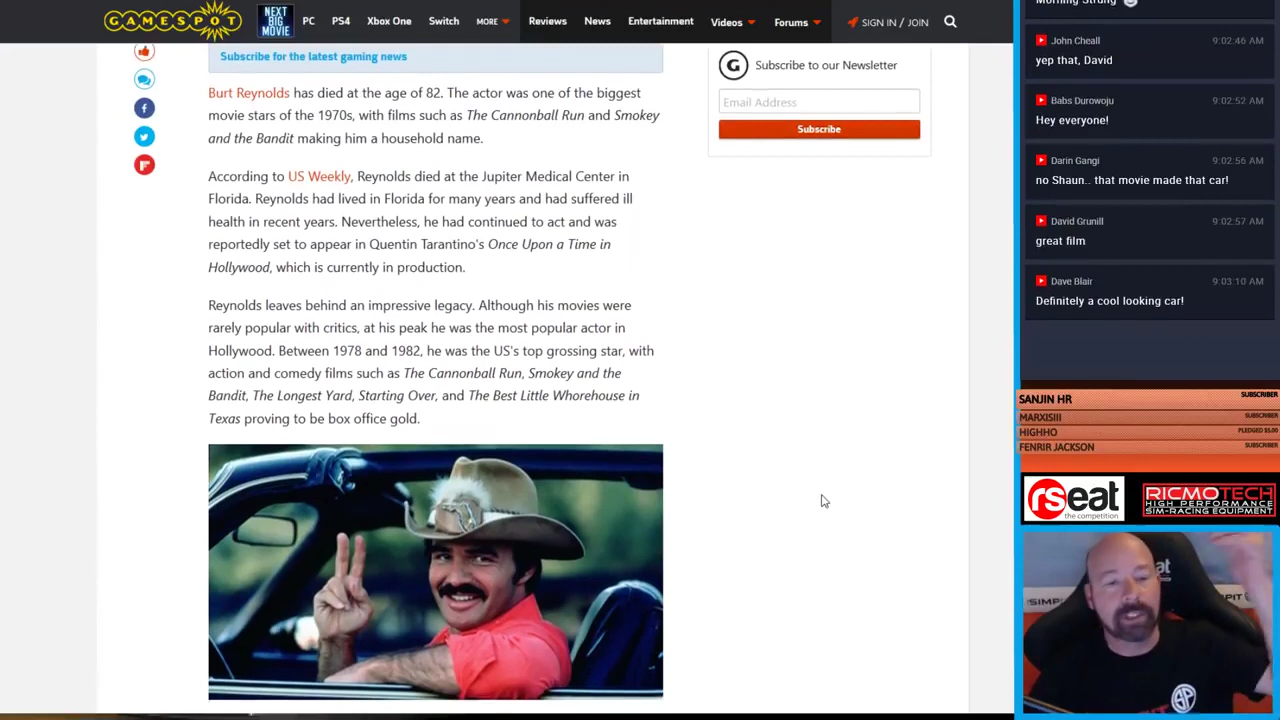 GAMESPOT
NEXT
BIG
MOVIE
PC
PS4
Xbox One
Switch
MORE
Reviews
News
Entertainment
Videos
Forums
SIGN IN / JOIN
Subscribe for the latest gaming news
Burt Reynolds has died at the age of 82. The actor was one of the biggest
movie stars of the 1970s, with films such as The Cannonball Run and Smokey
and the Bandit making him a household name.
According to US Weekly, Reynolds died at the Jupiter Medical Center in
Florida. Reynolds had lived in Florida for many years and had suffered ill
health in recent years. Nevertheless, he had continued to act and was
reportedly set to appear in Quentin Tarantino's Once Upon a Time in
Hollywood, which is currently in production.
Reynolds leaves behind an impressive legacy. Although his movies were
rarely popular with critics, at his peak he was the most popular actor in
Hollywood. Between 1978 and 1982, he was the US's top grossing star, with
action and comedy films such as The Cannonball Run, Smokey and the
Bandit, The Longest Yard, Starting Over, and The Best Little Whorehouse in
Texas proving to be box office gold.
G
Subscribe to our Newsletter
Email Address
Subscribe
Morning Strung
John Cheall 9:02:46 AM
yep that, David
Babs Durowoju 9:02:52 AM
Hey everyone!
Darin Gangi 9:02:56 AM
no Shaun.. that movie made that car!
David Grunill 9:02:57 AM
great film
Dave Blair 9:03:10 AM
Definitely a cool looking car!
SANJIN HR SUBSCRIBER
MARXISIII SUBSCRIBER
HIGHHO PLEDGED $5.00
FENRIR JACKSON SUBSCRIBER
rseat
the competition
RICMOTECH
HIGH PERFORMANCE
SIM-RACING EQUIPMENT